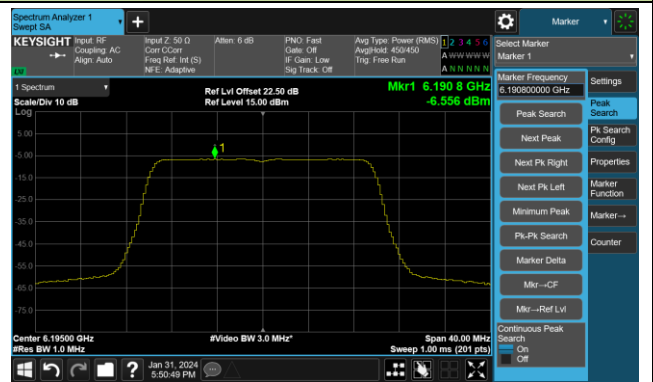 Spectrum Analyzer 1
Swept SA
Marker
KEYSIGHT
Input: RF
Coupling: AC
Align: Auto
Input Z: 50 Ω
Corr CCorr
Freq Ref: Int (S)
NFE: Adaptive
Atten: 6 dB
PNO: Fast
Gate: Off
IF Gain: Low
Sig Track: Off
Avg Type: Power (RMS)
Avg|Hold: 450/450
Trig: Free Run
1 2 3 4 5 6
A W W W W W
A N N N N N
Select Marker
Marker 1
1 Spectrum
Scale/Div 10 dB
Log
Ref Lvl Offset 22.50 dB
Ref Level 15.00 dBm
Mkr1 6.190 8 GHz
-6.556 dBm
1
5.00
-5.00
-15.0
-25.0
-35.0
-45.0
-55.0
-65.0
-75.0
Center 6.19500 GHz
#Res BW 1.0 MHz
#Video BW 3.0 MHz*
Span 40.00 MHz
Sweep 1.00 ms (201 pts)
Marker Frequency
6.190800000 GHz
Peak Search
Next Peak
Next Pk Right
Next Pk Left
Minimum Peak
Pk-Pk Search
Marker Delta
Mkr→CF
Mkr→Ref Lvl
Continuous Peak
Search
On
Off
Settings
Peak
Search
Pk Search
Config
Properties
Marker
Function
Marker→
Counter
?
Jan 31, 2024
5:50:49 PM